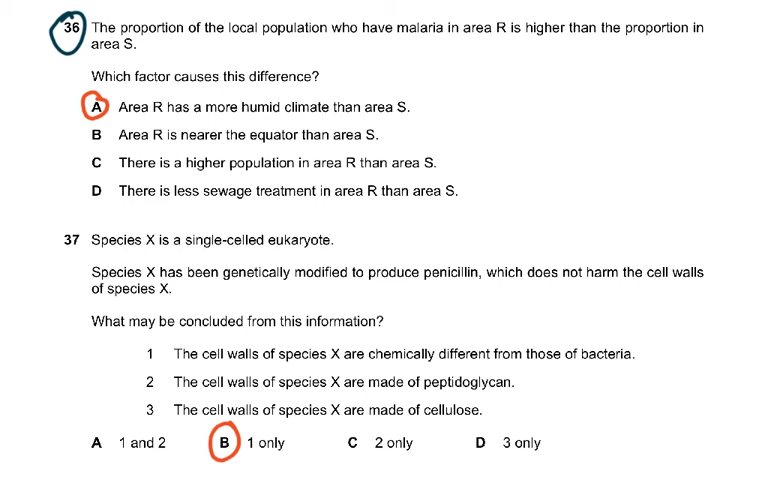 36 The proportion of the local population who have malaria in area R is higher than the proportion in
area S.
Which factor causes this difference?
A Area R has a more humid climate than area S.
B Area R is nearer the equator than area S.
C There is a higher population in area R than area S.
D There is less sewage treatment in area R than area S.
37 Species X is a single-celled eukaryote.
Species X has been genetically modified to produce penicillin, which does not harm the cell walls
of species X.
What may be concluded from this information?
1 The cell walls of species X are chemically different from those of bacteria.
2 The cell walls of species X are made of peptidoglycan.
3 The cell walls of species X are made of cellulose.
A 1 and 2 B 1 only C 2 only D 3 only